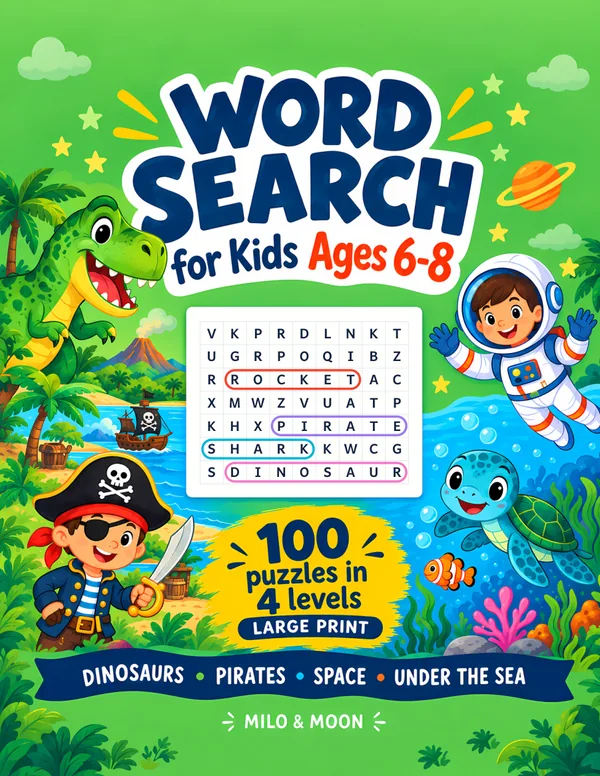 WORD
SEARCH
for Kids Ages 6-8
V K P R D L N K T
U G R P O Q I B Z
R R O C K E T A C
X M W Z V U A T P
K H X P I R A T E
S H A R K K W C G
S D I N O S A U R
100
puzzles in
4 levels
LARGE PRINT
DINOSAURS • PIRATES • SPACE • UNDER THE SEA
MILO & MOON